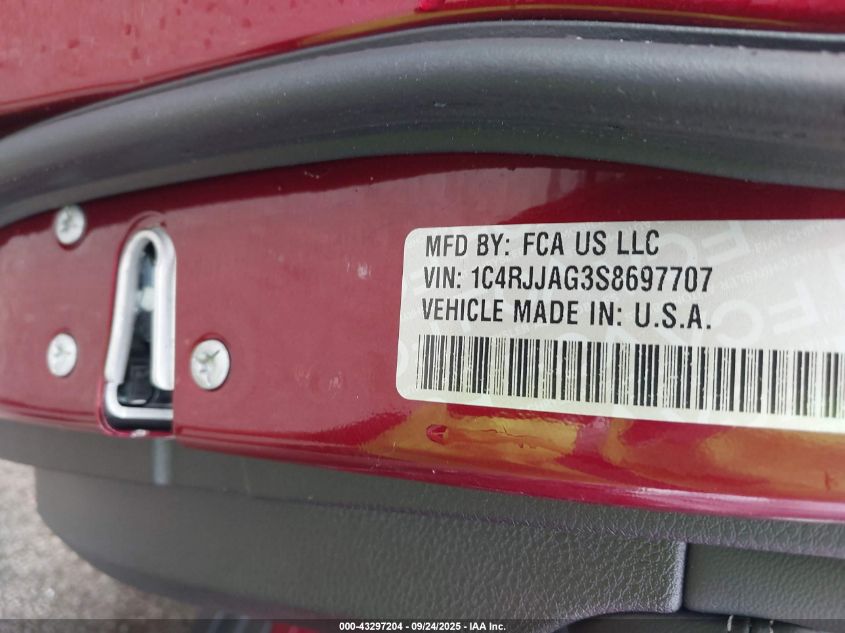 MFD BY: FCA US LLC
VIN: 1C4RJJAG3S8697707
VEHICLE MADE IN: U.S.A.
000-43297204 - 09/24/2025 - IAA Inc.